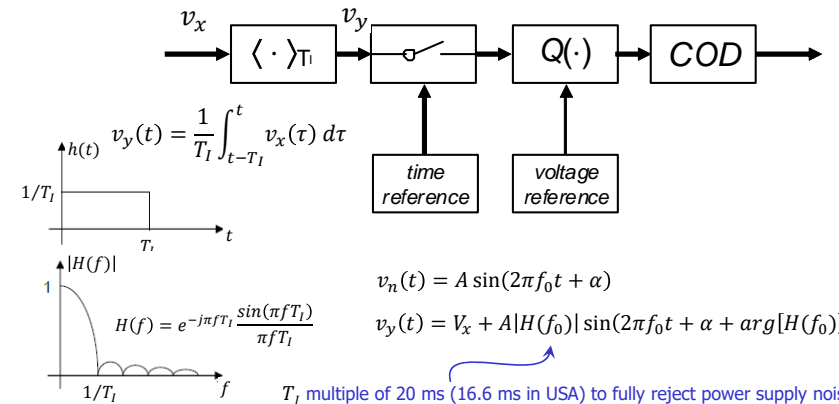 v_x
v_y
⟨ · ⟩T_I
Q(·)
COD
v_y(t) = 1/T_I ∫_{t−T_I}^{t} v_x(τ) dτ
time reference
voltage reference
h(t)
1/T_I
T_I
t
|H(f)|
1
H(f) = e^{−jπfT_I} sin(πfT_I)/πfT_I
1/T_I
f
v_n(t) = A sin(2πf_0t + α)
v_y(t) = V_x + A|H(f_0)| sin(2πf_0t + α + arg[H(f_0)]
T_I multiple of 20 ms (16.6 ms in USA) to fully reject power supply